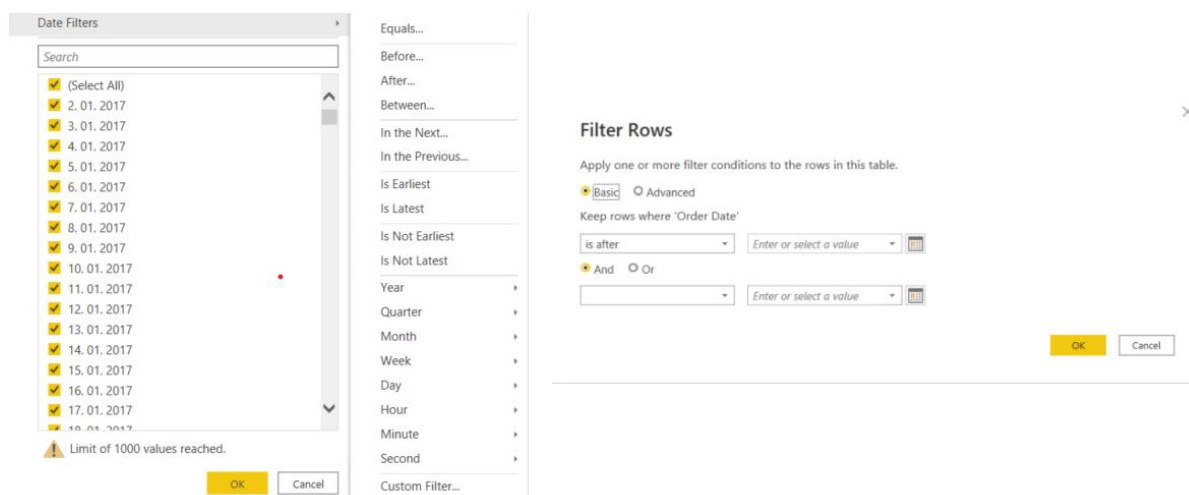 Date Filters
Search
(Select All)
2. 01. 2017
3. 01. 2017
4. 01. 2017
5. 01. 2017
6. 01. 2017
7. 01. 2017
8. 01. 2017
9. 01. 2017
10. 01. 2017
11. 01. 2017
12. 01. 2017
13. 01. 2017
14. 01. 2017
15. 01. 2017
16. 01. 2017
17. 01. 2017
18. 01. 2017
Limit of 1000 values reached.
OK Cancel
Equals...
Before...
After...
Between...
In the Next...
In the Previous...
Is Earliest
Is Latest
Is Not Earliest
Is Not Latest
Year
Quarter
Month
Week
Day
Hour
Minute
Second
Custom Filter...
Filter Rows
Apply one or more filter conditions to the rows in this table.
Basic Advanced
Keep rows where 'Order Date'
is after Enter or select a value
And Or
Enter or select a value
OK Cancel